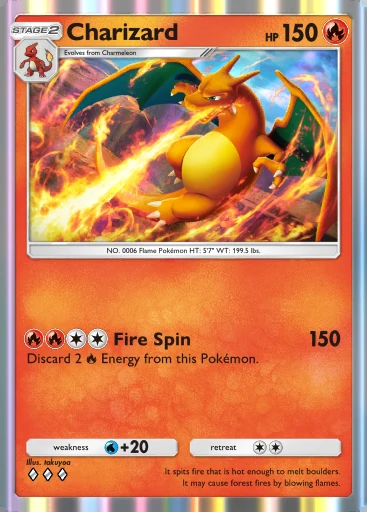 STAGE 2
Charizard
HP 150
Evolves from Charmeleon
NO. 0006 Flame Pokémon HT: 5'7" WT: 199.5 lbs.
Fire Spin 150
Discard 2 Energy from this Pokémon.
weakness +20 retreat
Illus. takuyoa
It spits fire that is hot enough to melt boulders.
It may cause forest fires by blowing flames.